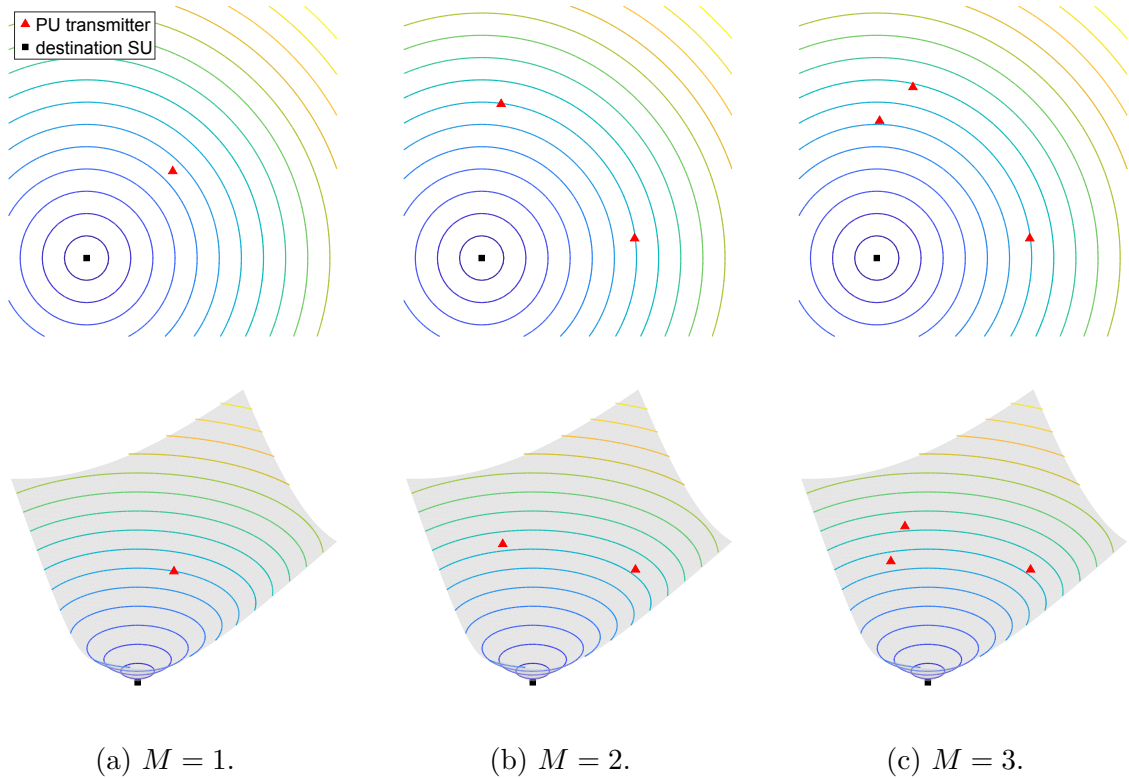 PU transmitter
destination SU
(a) M = 1.
(b) M = 2.
(c) M = 3.